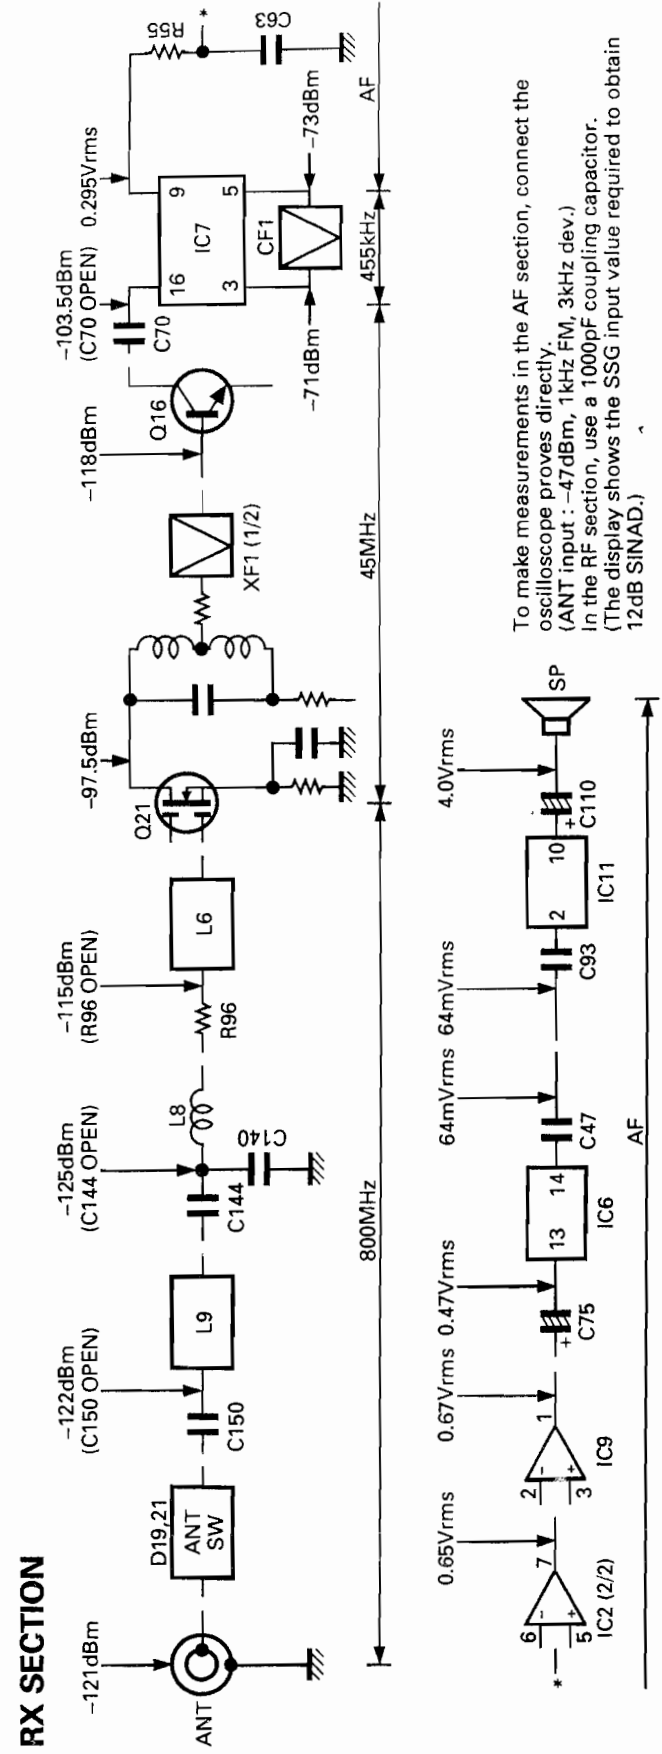 RX SECTION
−121dBm
−122dBm
(C150 OPEN)
−125dBm
(C144 OPEN)
−115dBm
(R96 OPEN)
−97.5dBm
−118dBm
−103.5dBm
(C70 OPEN)
0.295Vrms
D19,21
ANT
SW
C150
L9
C144
C140
L8
R96
L6
Q21
XF1 (1/2)
Q16
C70
16
9
IC7
3
5
CF1
R55
*
C63
ANT
−71dBm
−73dBm
800MHz
45MHz
455kHz
AF
0.65Vrms
0.67Vrms
0.47Vrms
64mVrms
64mVrms
4.0Vrms
*
6
−
7
5
+
IC2 (2/2)
2
−
1
3
+
IC9
+
C75
13
14
IC6
C47
C93
2
10
IC11
+
C110
SP
AF
To make measurements in the AF section, connect the
oscilloscope proves directly.
(ANT input : −47dBm, 1kHz FM, 3kHz dev.)
In the RF section, use a 1000pF coupling capacitor.
(The display shows the SSG input value required to obtain
12dB SINAD.)